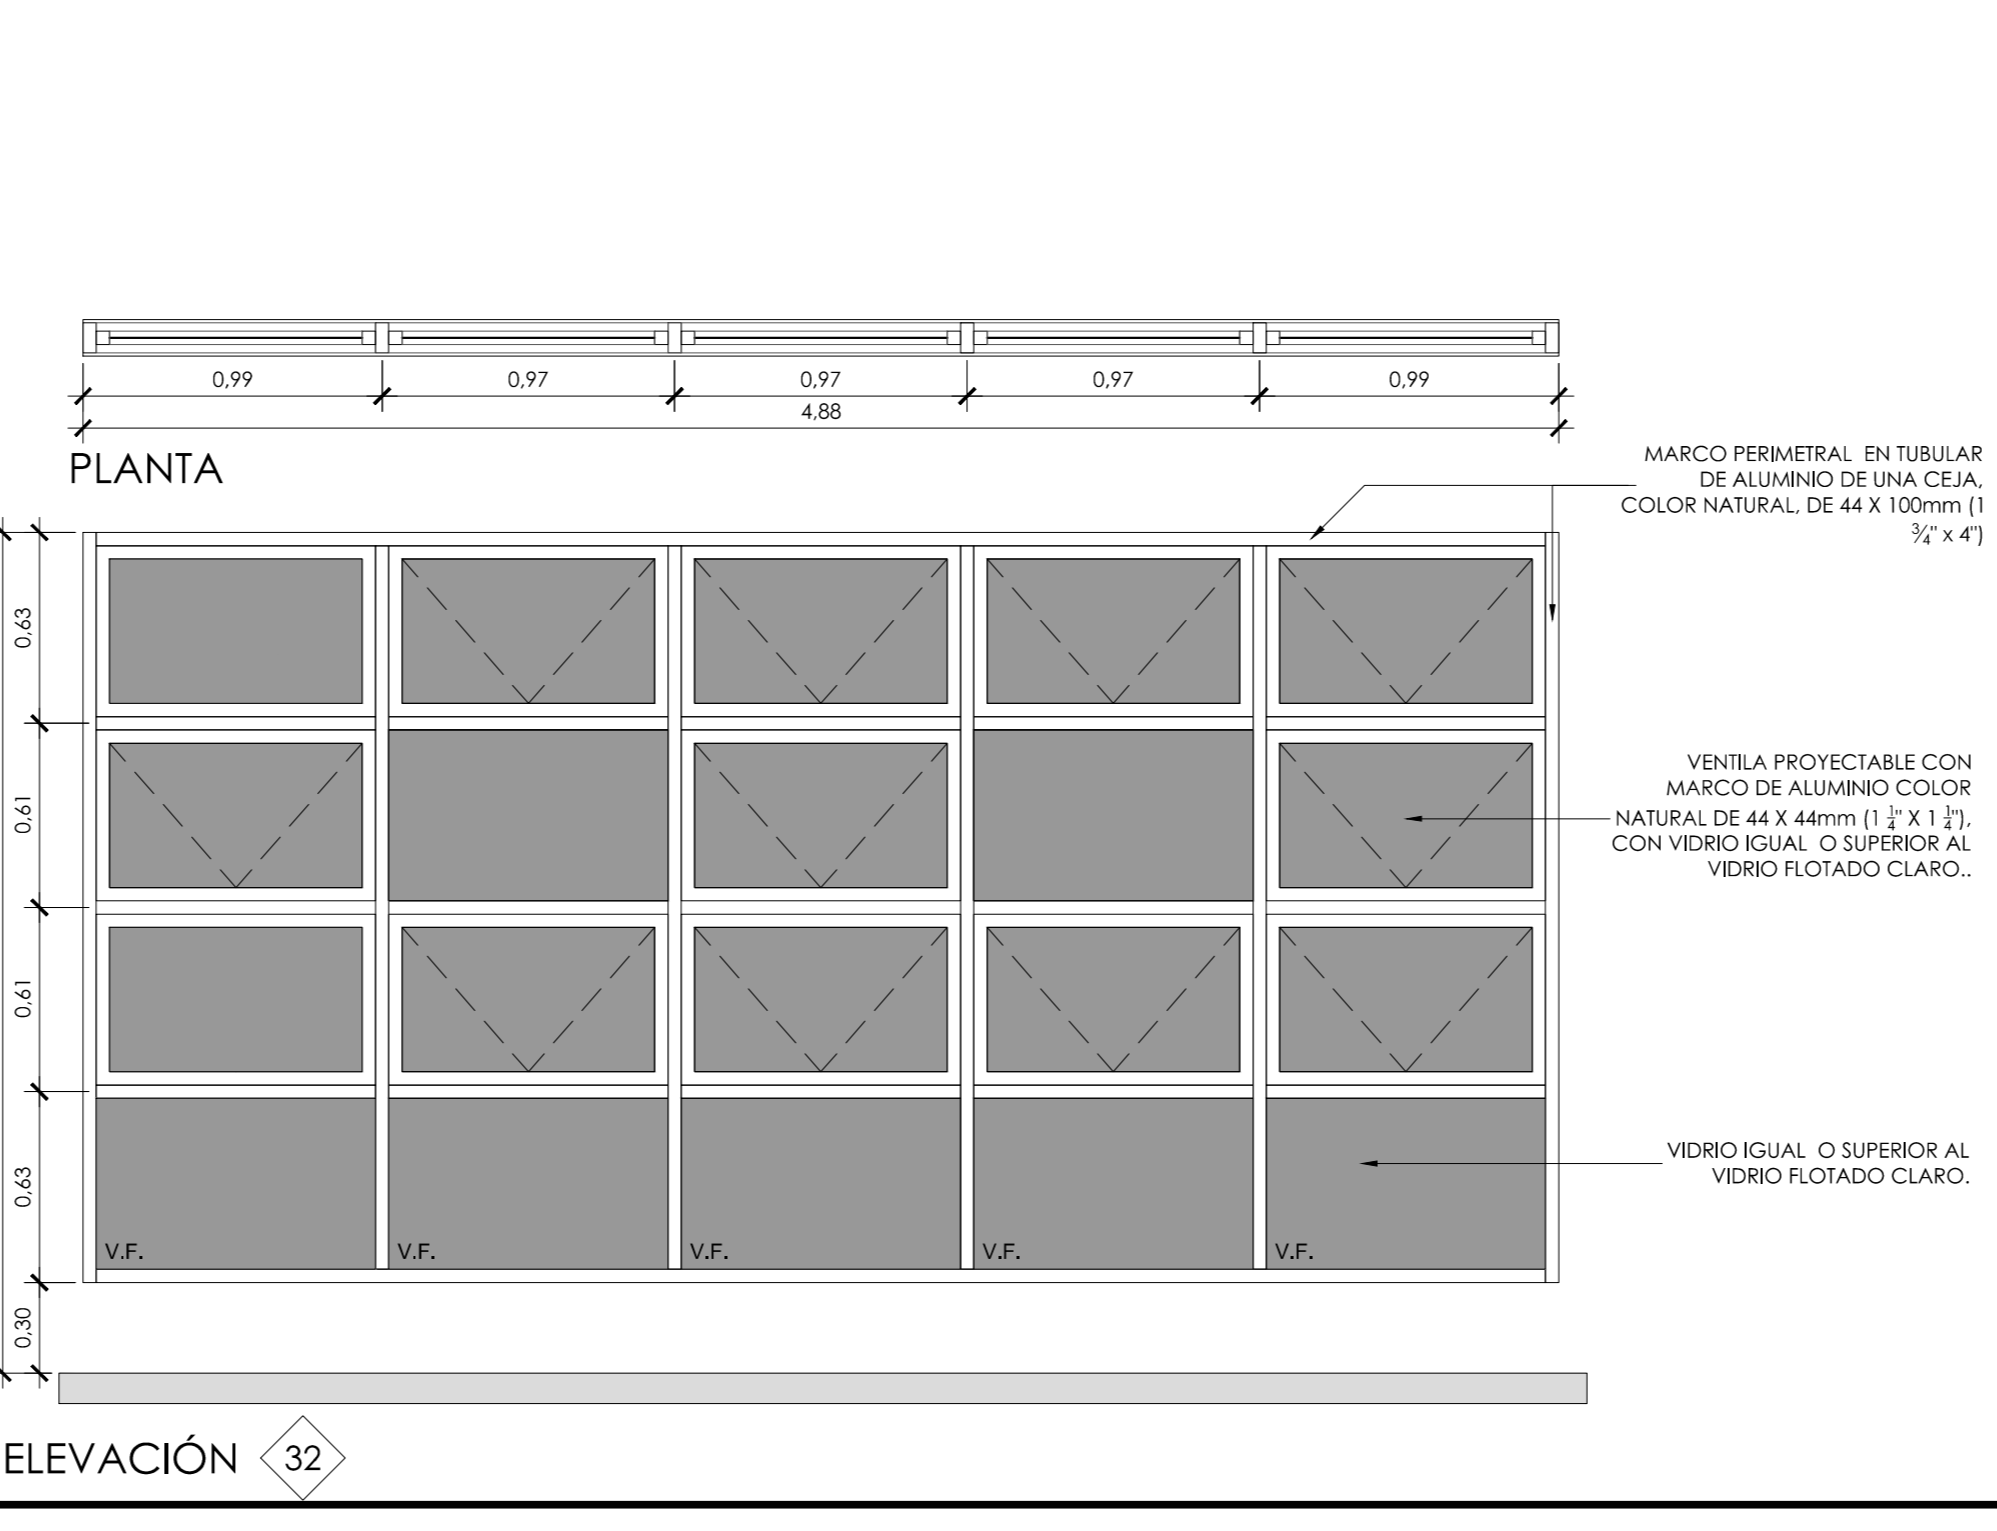 0,99 0,97 0,97 0,97 0,99
4,88
PLANTA
MARCO PERIMETRAL EN TUBULAR
DE ALUMINIO DE UNA CEJA,
COLOR NATURAL, DE 44 X 100mm (1
¾" x 4")
0,63
0,61
VENTILA PROYECTABLE CON
MARCO DE ALUMINIO COLOR
NATURAL DE 44 X 44mm (1 ¼" X 1 ¼"),
CON VIDRIO IGUAL O SUPERIOR AL
VIDRIO FLOTADO CLARO..
0,61
0,63
VIDRIO IGUAL O SUPERIOR AL
VIDRIO FLOTADO CLARO.
V.F. V.F. V.F. V.F. V.F.
0,30
ELEVACIÓN 32